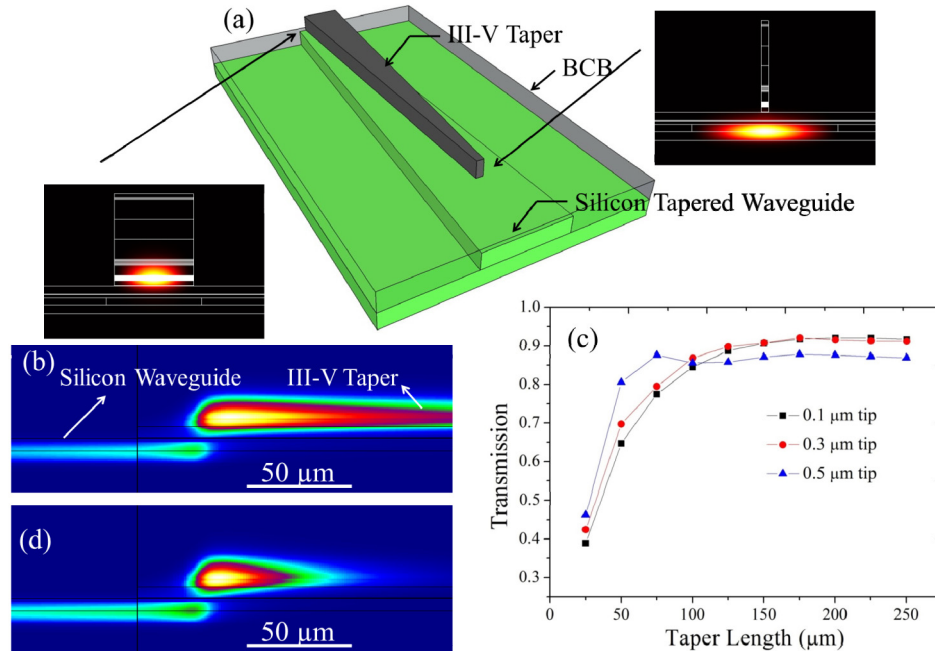 (a)
III-V Taper
BCB
Silicon Tapered Waveguide
(b)
Silicon Waveguide
III-V Taper
50 μm
(d)
50 μm
(c)
1.0
0.9
0.8
0.7
0.6
0.5
0.4
0.3
Transmission
0.1 μm tip
0.3 μm tip
0.5 μm tip
0 50 100 150 200 250
Taper Length (μm)